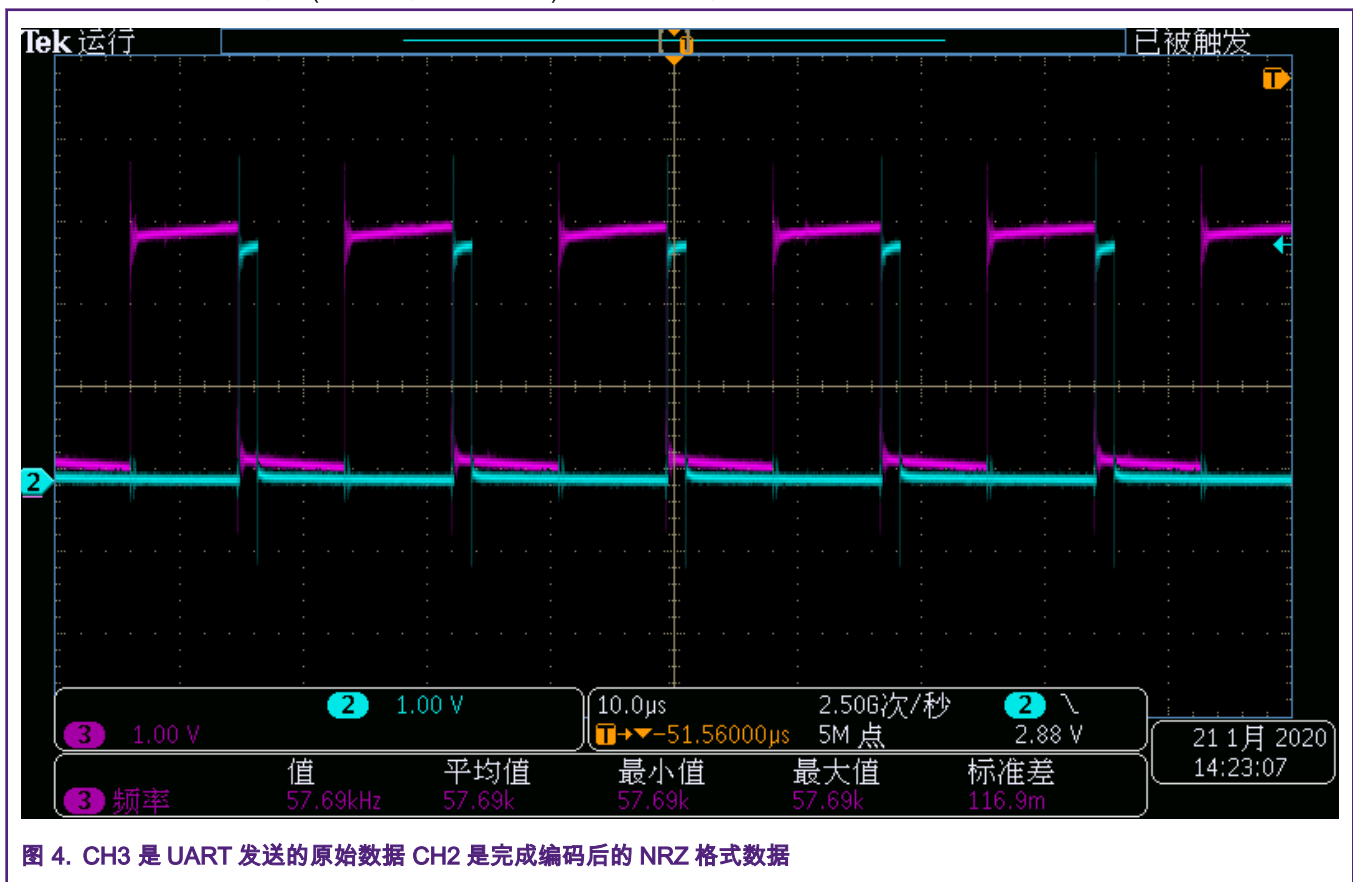 Tek 运行 已被触发
T
T
2
2 1.00 V
3 1.00 V
10.0µs 2.50G次/秒 2
T→▼−51.56000µs 5M 点 2.88 V
21 1月 2020
14:23:07
值 平均值 最小值 最大值 标准差
3 频率 57.69kHz 57.69k 57.69k 57.69k 116.9m
图 4. CH3 是 UART 发送的原始数据 CH2 是完成编码后的 NRZ 格式数据